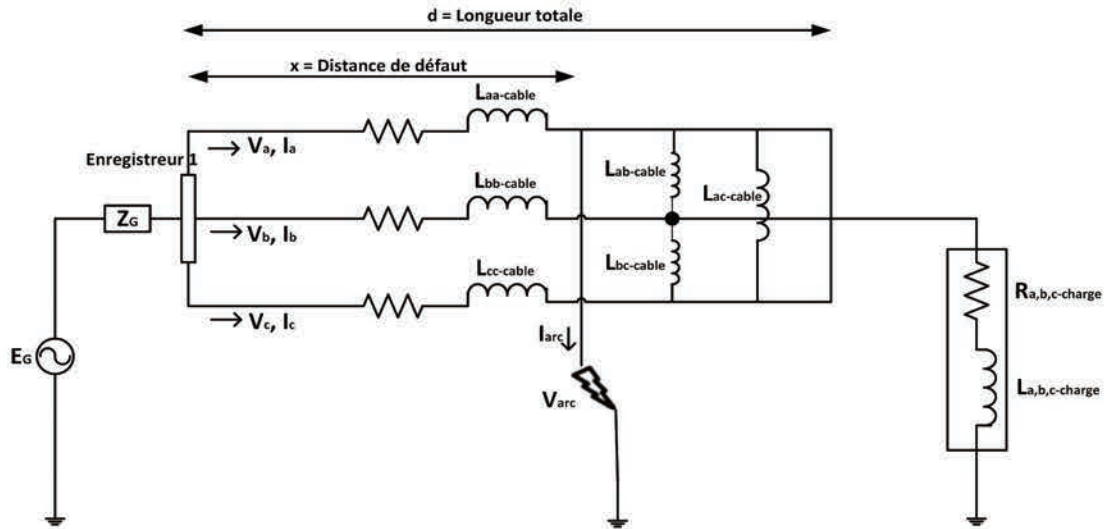 d = Longueur totale
x = Distance de défaut
Laa-cable
Va, Ia
Enregistreur 1
Lab-cable
Lac-cable
Lbb-cable
ZG
Vb, Ib
Lbc-cable
Lcc-cable
Vc, Ic
Ra,b,c-charge
Iarc
EG
Varc
La,b,c-charge